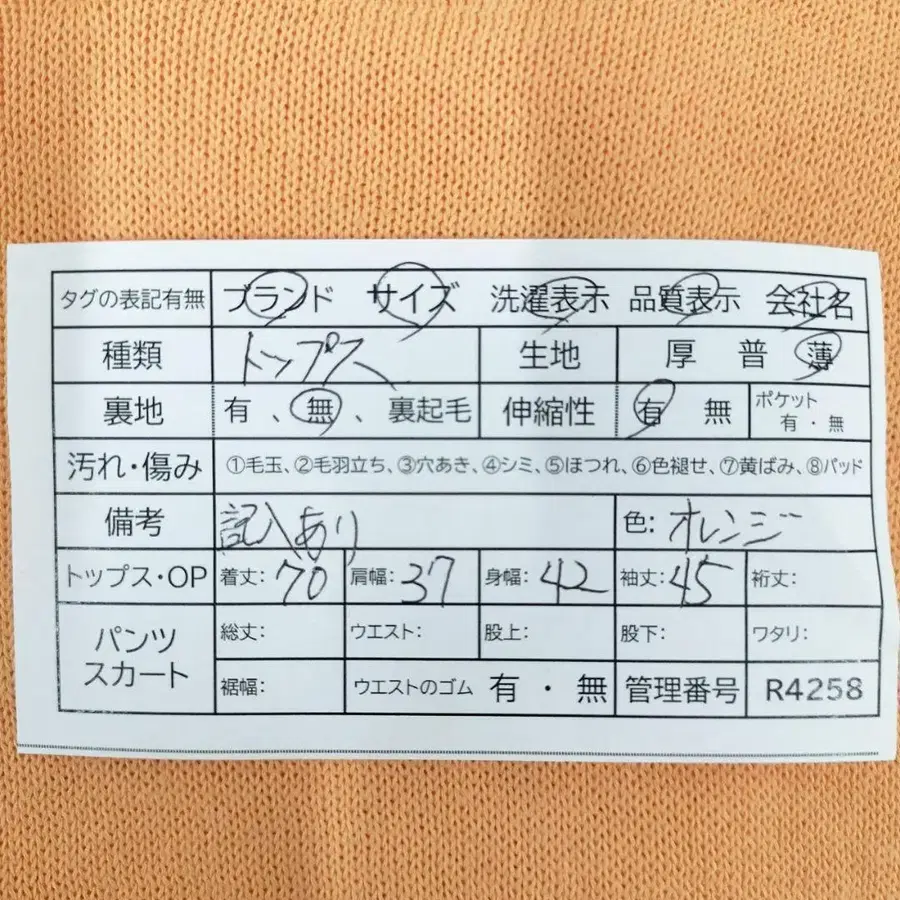 タグの表記有無 ブランド サイズ 洗濯表示 品質表示 会社名
種類 トップス 生地 厚 普 薄
裏地 有 、 無 、 裏起毛 伸縮性 有 無 ポケット 有 ・ 無
汚れ・傷み ①毛玉、②毛羽立ち、③穴あき、④シミ、⑤ほつれ、⑥色褪せ、⑦黄ばみ、⑧パッド
備考 記入あり 色: オレンジ
トップス・OP 着丈: 70 肩幅: 37 身幅: 42 袖丈: 45 裄丈:
パンツ スカート 総丈: ウエスト: 股上: 股下: ワタリ:
裾幅: ウエストのゴム 有 ・ 無 管理番号 R4258